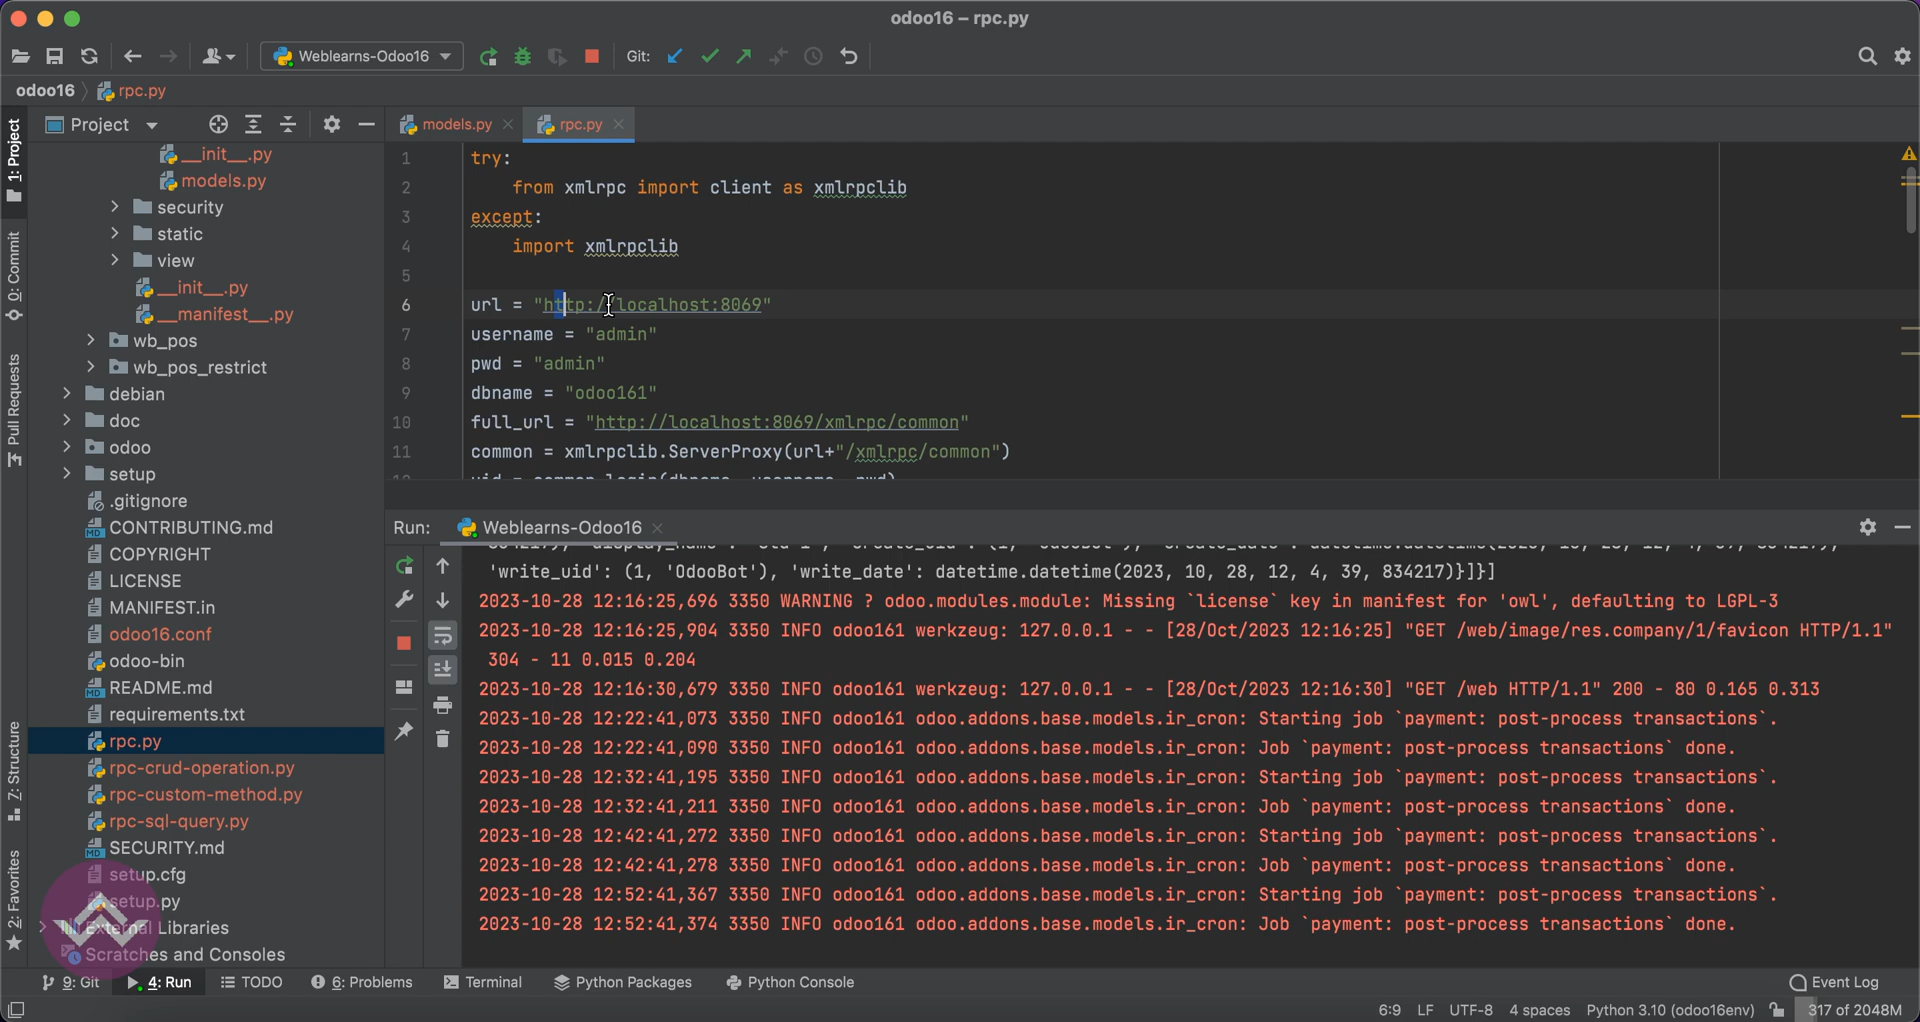 odoo16 – rpc.py
Weblearns-Odoo16
Git:
odoo16
rpc.py
1: Project
0: Commit
Pull Requests
Z: Structure
2: Favorites
Project
__init__.py
models.py
security
static
view
__init__.py
__manifest__.py
wb_pos
wb_pos_restrict
debian
doc
odoo
setup
.gitignore
CONTRIBUTING.md
COPYRIGHT
LICENSE
MANIFEST.in
odoo16.conf
odoo-bin
README.md
requirements.txt
rpc.py
rpc-crud-operation.py
rpc-custom-method.py
rpc-sql-query.py
SECURITY.md
setup.cfg
setup.py
External Libraries
Scratches and Consoles
models.py
rpc.py
1 try:
2 from xmlrpc import client as xmlrpclib
3 except:
4 import xmlrpclib
5
6 url = "http://localhost:8069"
7 username = "admin"
8 pwd = "admin"
9 dbname = "odoo161"
10 full_url = "http://localhost:8069/xmlrpc/common"
11 common = xmlrpclib.ServerProxy(url+"/xmlrpc/common")
Run:
Weblearns-Odoo16
'write_uid': (1, 'OdooBot'), 'write_date': datetime.datetime(2023, 10, 28, 12, 4, 39, 834217)}]}]
2023-10-28 12:16:25,696 3350 WARNING ? odoo.modules.module: Missing `license` key in manifest for 'owl', defaulting to LGPL-3
2023-10-28 12:16:25,904 3350 INFO odoo161 werkzeug: 127.0.0.1 - - [28/Oct/2023 12:16:25] "GET /web/image/res.company/1/favicon HTTP/1.1"
304 - 11 0.015 0.204
2023-10-28 12:16:30,679 3350 INFO odoo161 werkzeug: 127.0.0.1 - - [28/Oct/2023 12:16:30] "GET /web HTTP/1.1" 200 - 80 0.165 0.313
2023-10-28 12:22:41,073 3350 INFO odoo161 odoo.addons.base.models.ir_cron: Starting job `payment: post-process transactions`.
2023-10-28 12:22:41,090 3350 INFO odoo161 odoo.addons.base.models.ir_cron: Job `payment: post-process transactions` done.
2023-10-28 12:32:41,195 3350 INFO odoo161 odoo.addons.base.models.ir_cron: Starting job `payment: post-process transactions`.
2023-10-28 12:32:41,211 3350 INFO odoo161 odoo.addons.base.models.ir_cron: Job `payment: post-process transactions` done.
2023-10-28 12:42:41,272 3350 INFO odoo161 odoo.addons.base.models.ir_cron: Starting job `payment: post-process transactions`.
2023-10-28 12:42:41,278 3350 INFO odoo161 odoo.addons.base.models.ir_cron: Job `payment: post-process transactions` done.
2023-10-28 12:52:41,367 3350 INFO odoo161 odoo.addons.base.models.ir_cron: Starting job `payment: post-process transactions`.
2023-10-28 12:52:41,374 3350 INFO odoo161 odoo.addons.base.models.ir_cron: Job `payment: post-process transactions` done.
9: Git
4: Run
TODO
6: Problems
Terminal
Python Packages
Python Console
Event Log
6:9
LF
UTF-8
4 spaces
Python 3.10 (odoo16env)
317 of 2048M